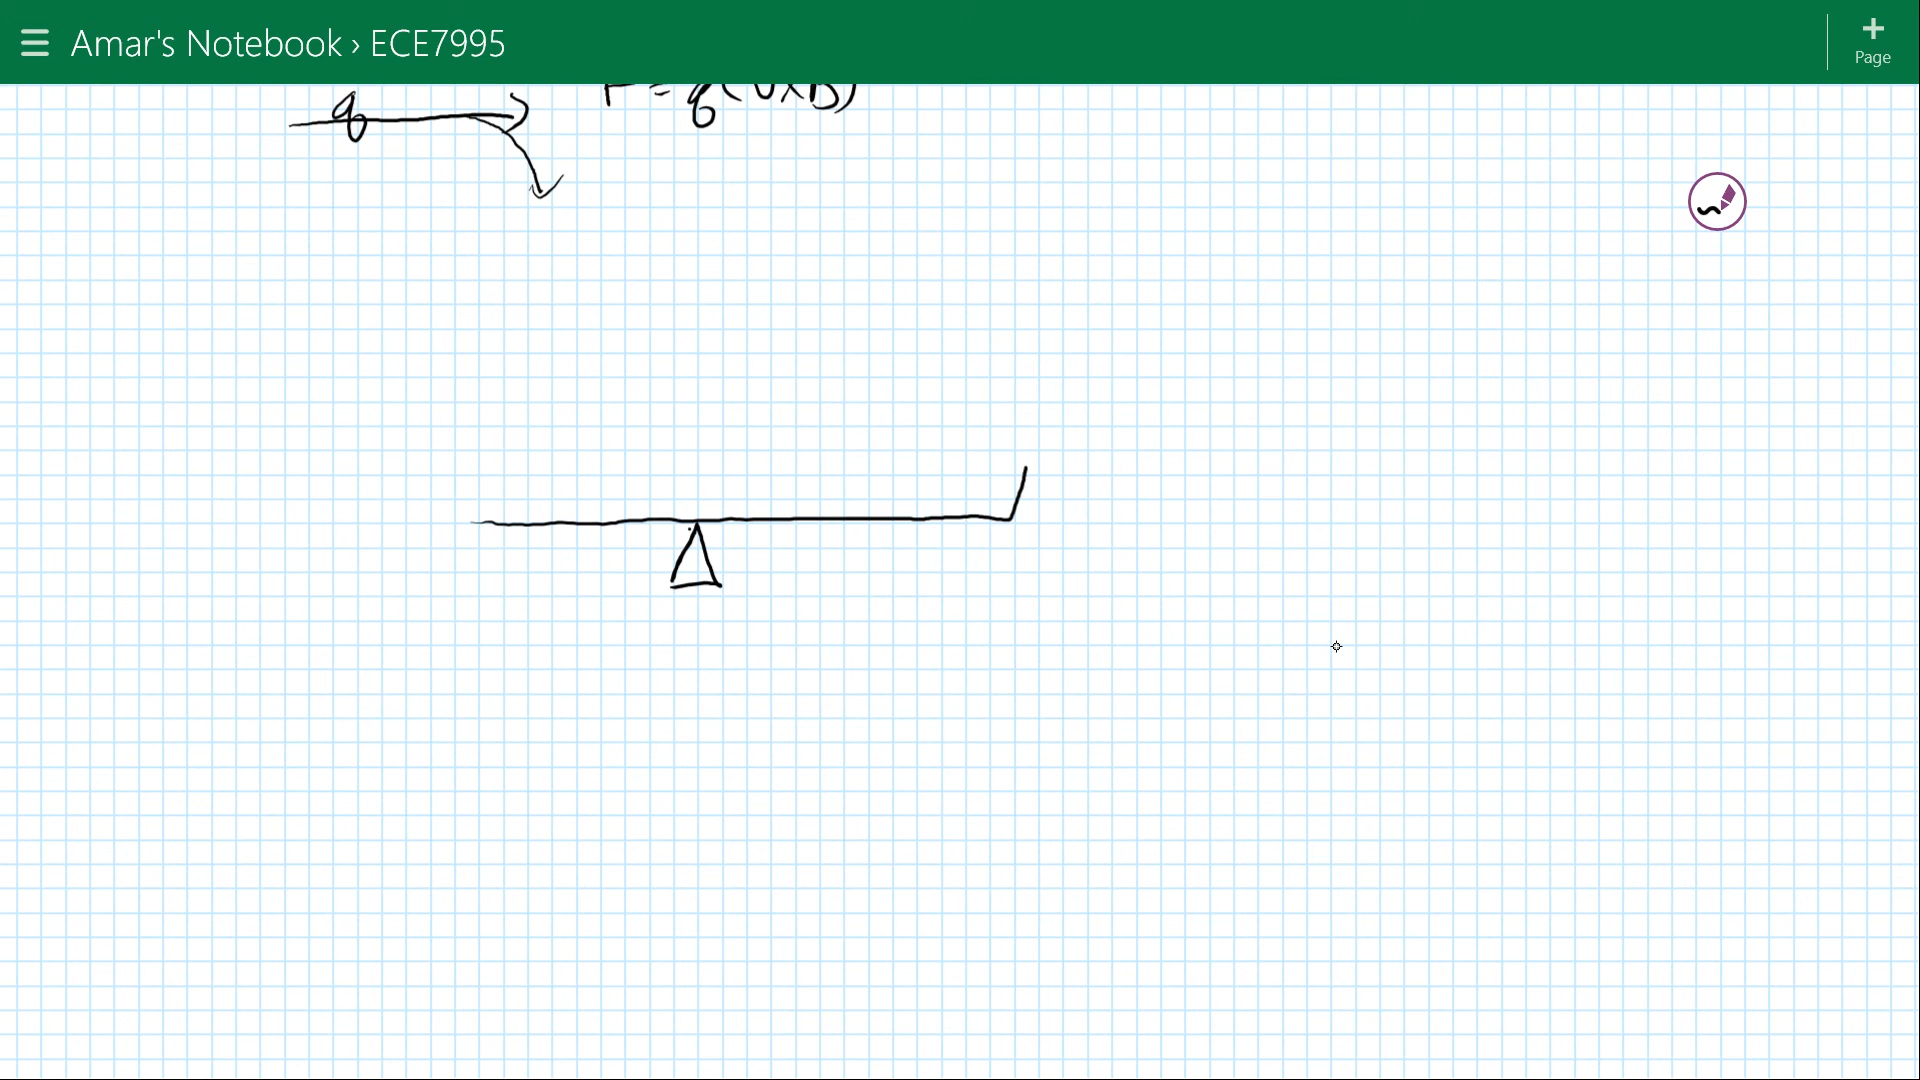 Amar's Notebook › ECE7995
Page
F = q(v×B)
q